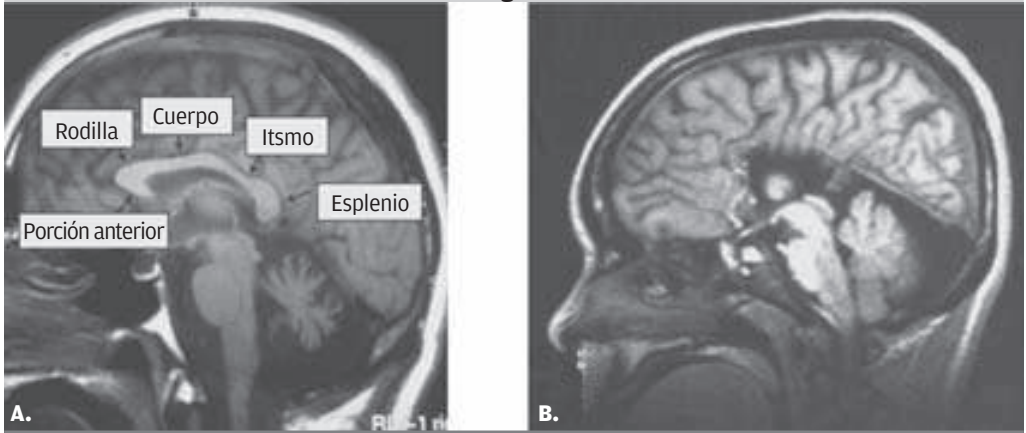 Cuerpo
Rodilla
Itsmo
Esplenio
Porción anterior
A.
B.